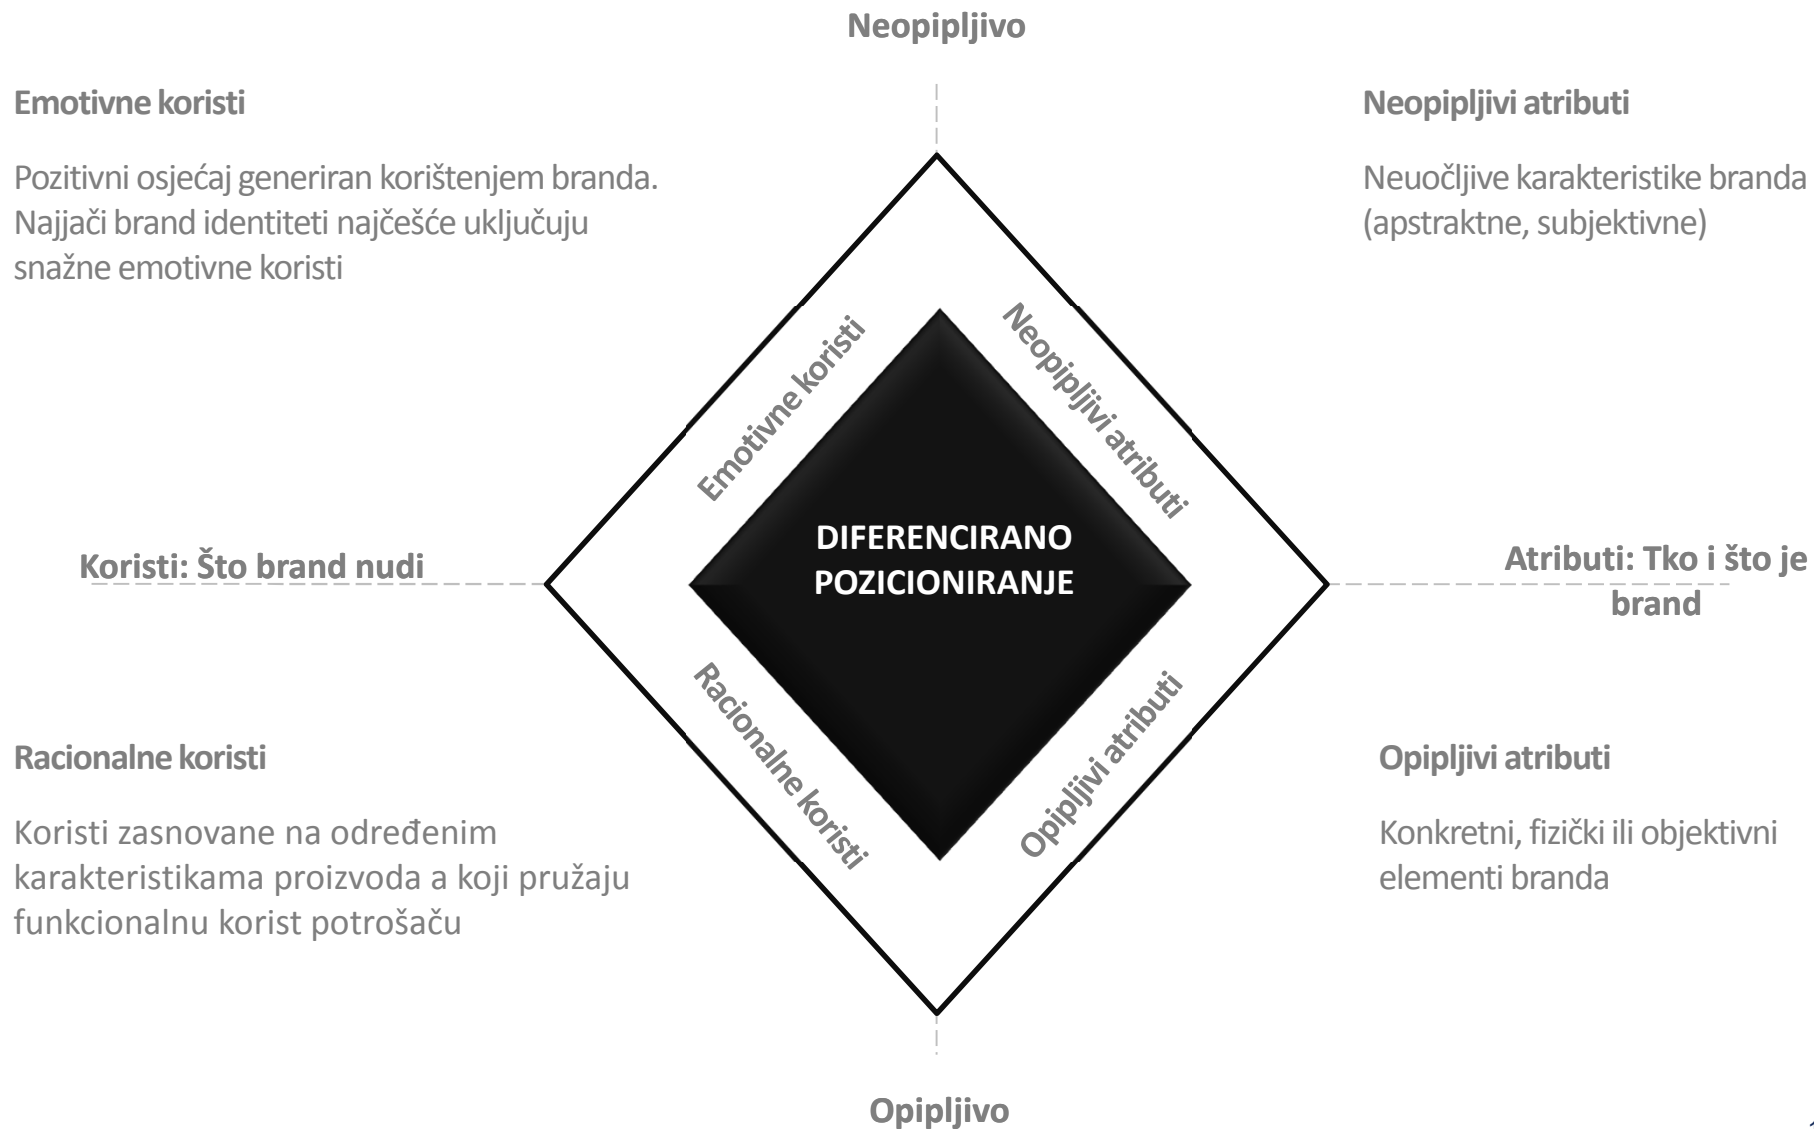 Neopipljivo
Emotivne koristi
Pozitivni osjećaj generiran korištenjem branda.
Najjači brand identiteti najčešće uključuju
snažne emotivne koristi
Neopipljivi atributi
Neuočljive karakteristike branda
(apstraktne, subjektivne)
Emotivne koristi
Neopipljivi atributi
DIFERENCIRANO
POZICIONIRANJE
Koristi: Što brand nudi
Atributi: Tko i što je
brand
Racionalne koristi
Opipljivi atributi
Racionalne koristi
Koristi zasnovane na određenim
karakteristikama proizvoda a koji pružaju
funkcionalnu korist potrošaču
Opipljivi atributi
Konkretni, fizički ili objektivni
elementi branda
Opipljivo